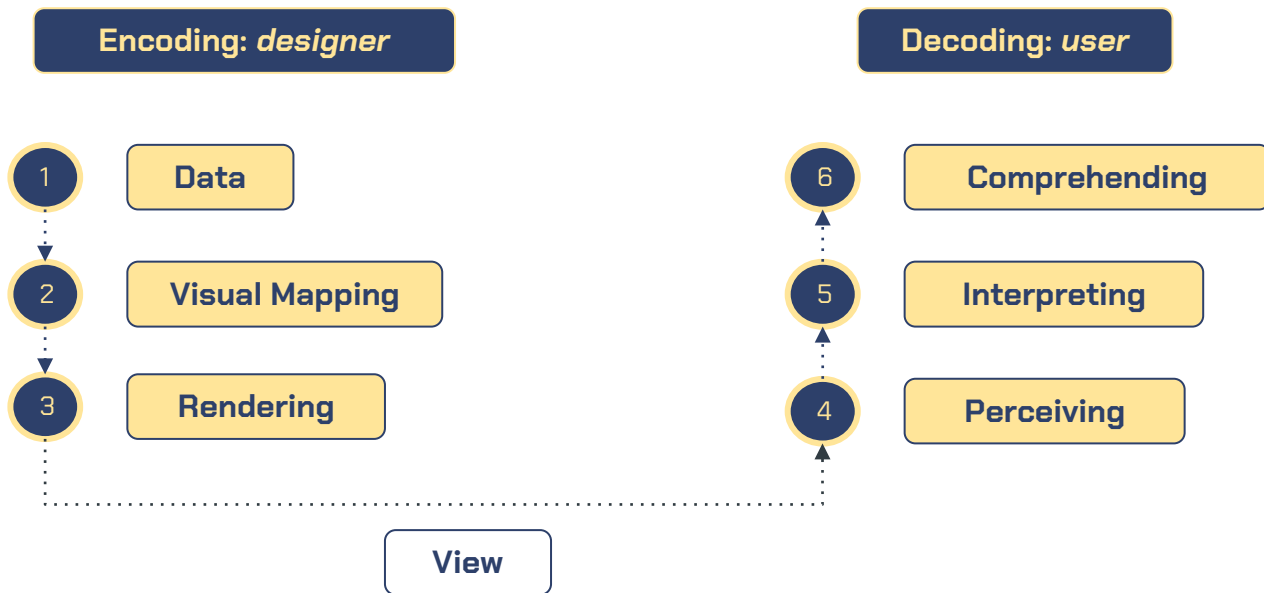 Encoding: designer
Decoding: user
1
Data
2
Visual Mapping
3
Rendering
6
Comprehending
5
Interpreting
4
Perceiving
View